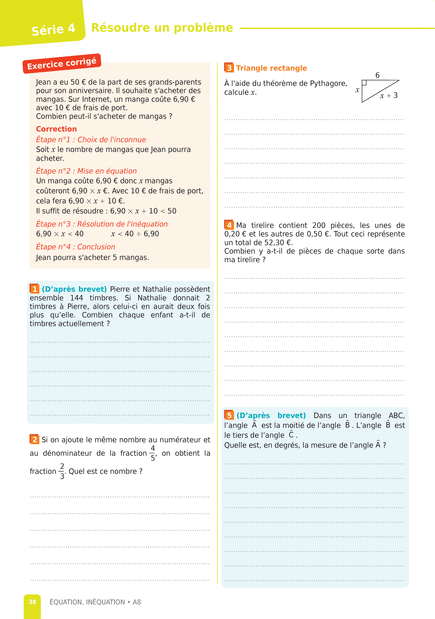 Série 4
Résoudre un problème
Exercice corrigé
Jean a eu 50 € de la part de ses grands-parents
pour son anniversaire. Il souhaite s'acheter des
mangas. Sur Internet, un manga coûte 6,90 €
avec 10 € de frais de port.
Combien peut-il s'acheter de mangas ?
Correction
Étape n°1 : Choix de l'inconnue
Soit x le nombre de mangas que Jean pourra
acheter.
Étape n°2 : Mise en équation
Un manga coûte 6,90 € donc x mangas
coûteront 6,90 × x €. Avec 10 € de frais de port,
cela fera 6,90 × x + 10 €.
Il suffit de résoudre : 6,90 × x + 10 < 50
Étape n°3 : Résolution de l'inéquation
6,90 × x < 40 x < 40 ÷ 6,90
Étape n°4 : Conclusion
Jean pourra s'acheter 5 mangas.
1 (D'après brevet) Pierre et Nathalie possèdent
ensemble 144 timbres. Si Nathalie donnait 2
timbres à Pierre, alors celui-ci en aurait deux fois
plus qu'elle. Combien chaque enfant a-t-il de
timbres actuellement ?
2 Si on ajoute le même nombre au numérateur et
au dénominateur de la fraction 4/5, on obtient la
fraction 2/3. Quel est ce nombre ?
3 Triangle rectangle
À l'aide du théorème de Pythagore,
calcule x.
6
x
x + 3
4 Ma tirelire contient 200 pièces, les unes de
0,20 € et les autres de 0,50 €. Tout ceci représente
un total de 52,30 €.
Combien y a-t-il de pièces de chaque sorte dans
ma tirelire ?
5 (D'après brevet) Dans un triangle ABC,
l'angle Â est la moitié de l'angle B̂. L'angle B̂ est
le tiers de l'angle Ĉ.
Quelle est, en degrés, la mesure de l'angle Â ?
38 ÉQUATION, INÉQUATION • A8